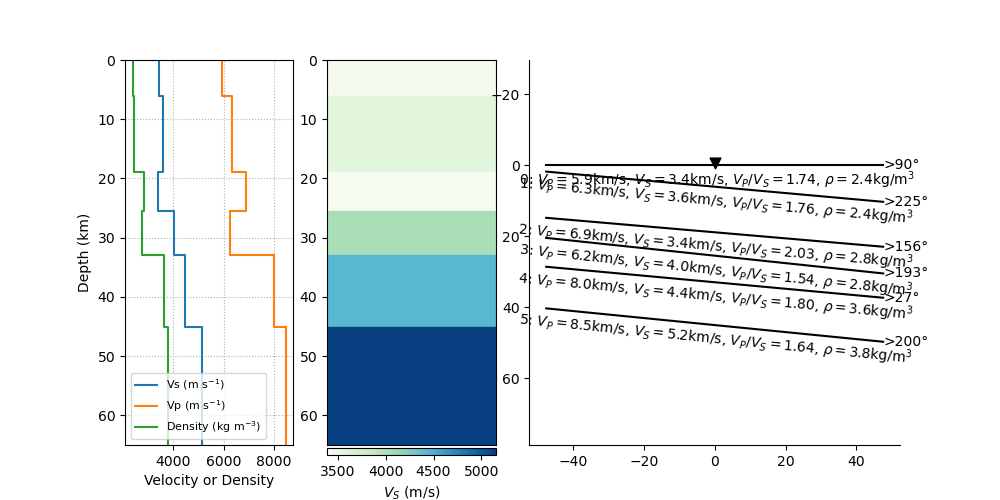 0
10
20
30
40
50
60
Depth (km)
4000 6000 8000
Velocity or Density
Vs (m s⁻¹)
Vp (m s⁻¹)
Density (kg m⁻³)
0
10
20
30
40
50
60
3500 4000 4500 5000
V_S (m/s)
−20
0
20
40
60
−40 −20 0 20 40
>90°
0: V_P = 5.9km/s, V_S = 3.4km/s, V_P/V_S = 1.74, ρ = 2.4kg/m³
>225°
1: V_P = 6.3km/s, V_S = 3.6km/s, V_P/V_S = 1.76, ρ = 2.4kg/m³
>156°
2: V_P = 6.9km/s, V_S = 3.4km/s, V_P/V_S = 2.03, ρ = 2.8kg/m³
>193°
3: V_P = 6.2km/s, V_S = 4.0km/s, V_P/V_S = 1.54, ρ = 2.8kg/m³
>27°
4: V_P = 8.0km/s, V_S = 4.4km/s, V_P/V_S = 1.80, ρ = 3.6kg/m³
>200°
5: V_P = 8.5km/s, V_S = 5.2km/s, V_P/V_S = 1.64, ρ = 3.8kg/m³